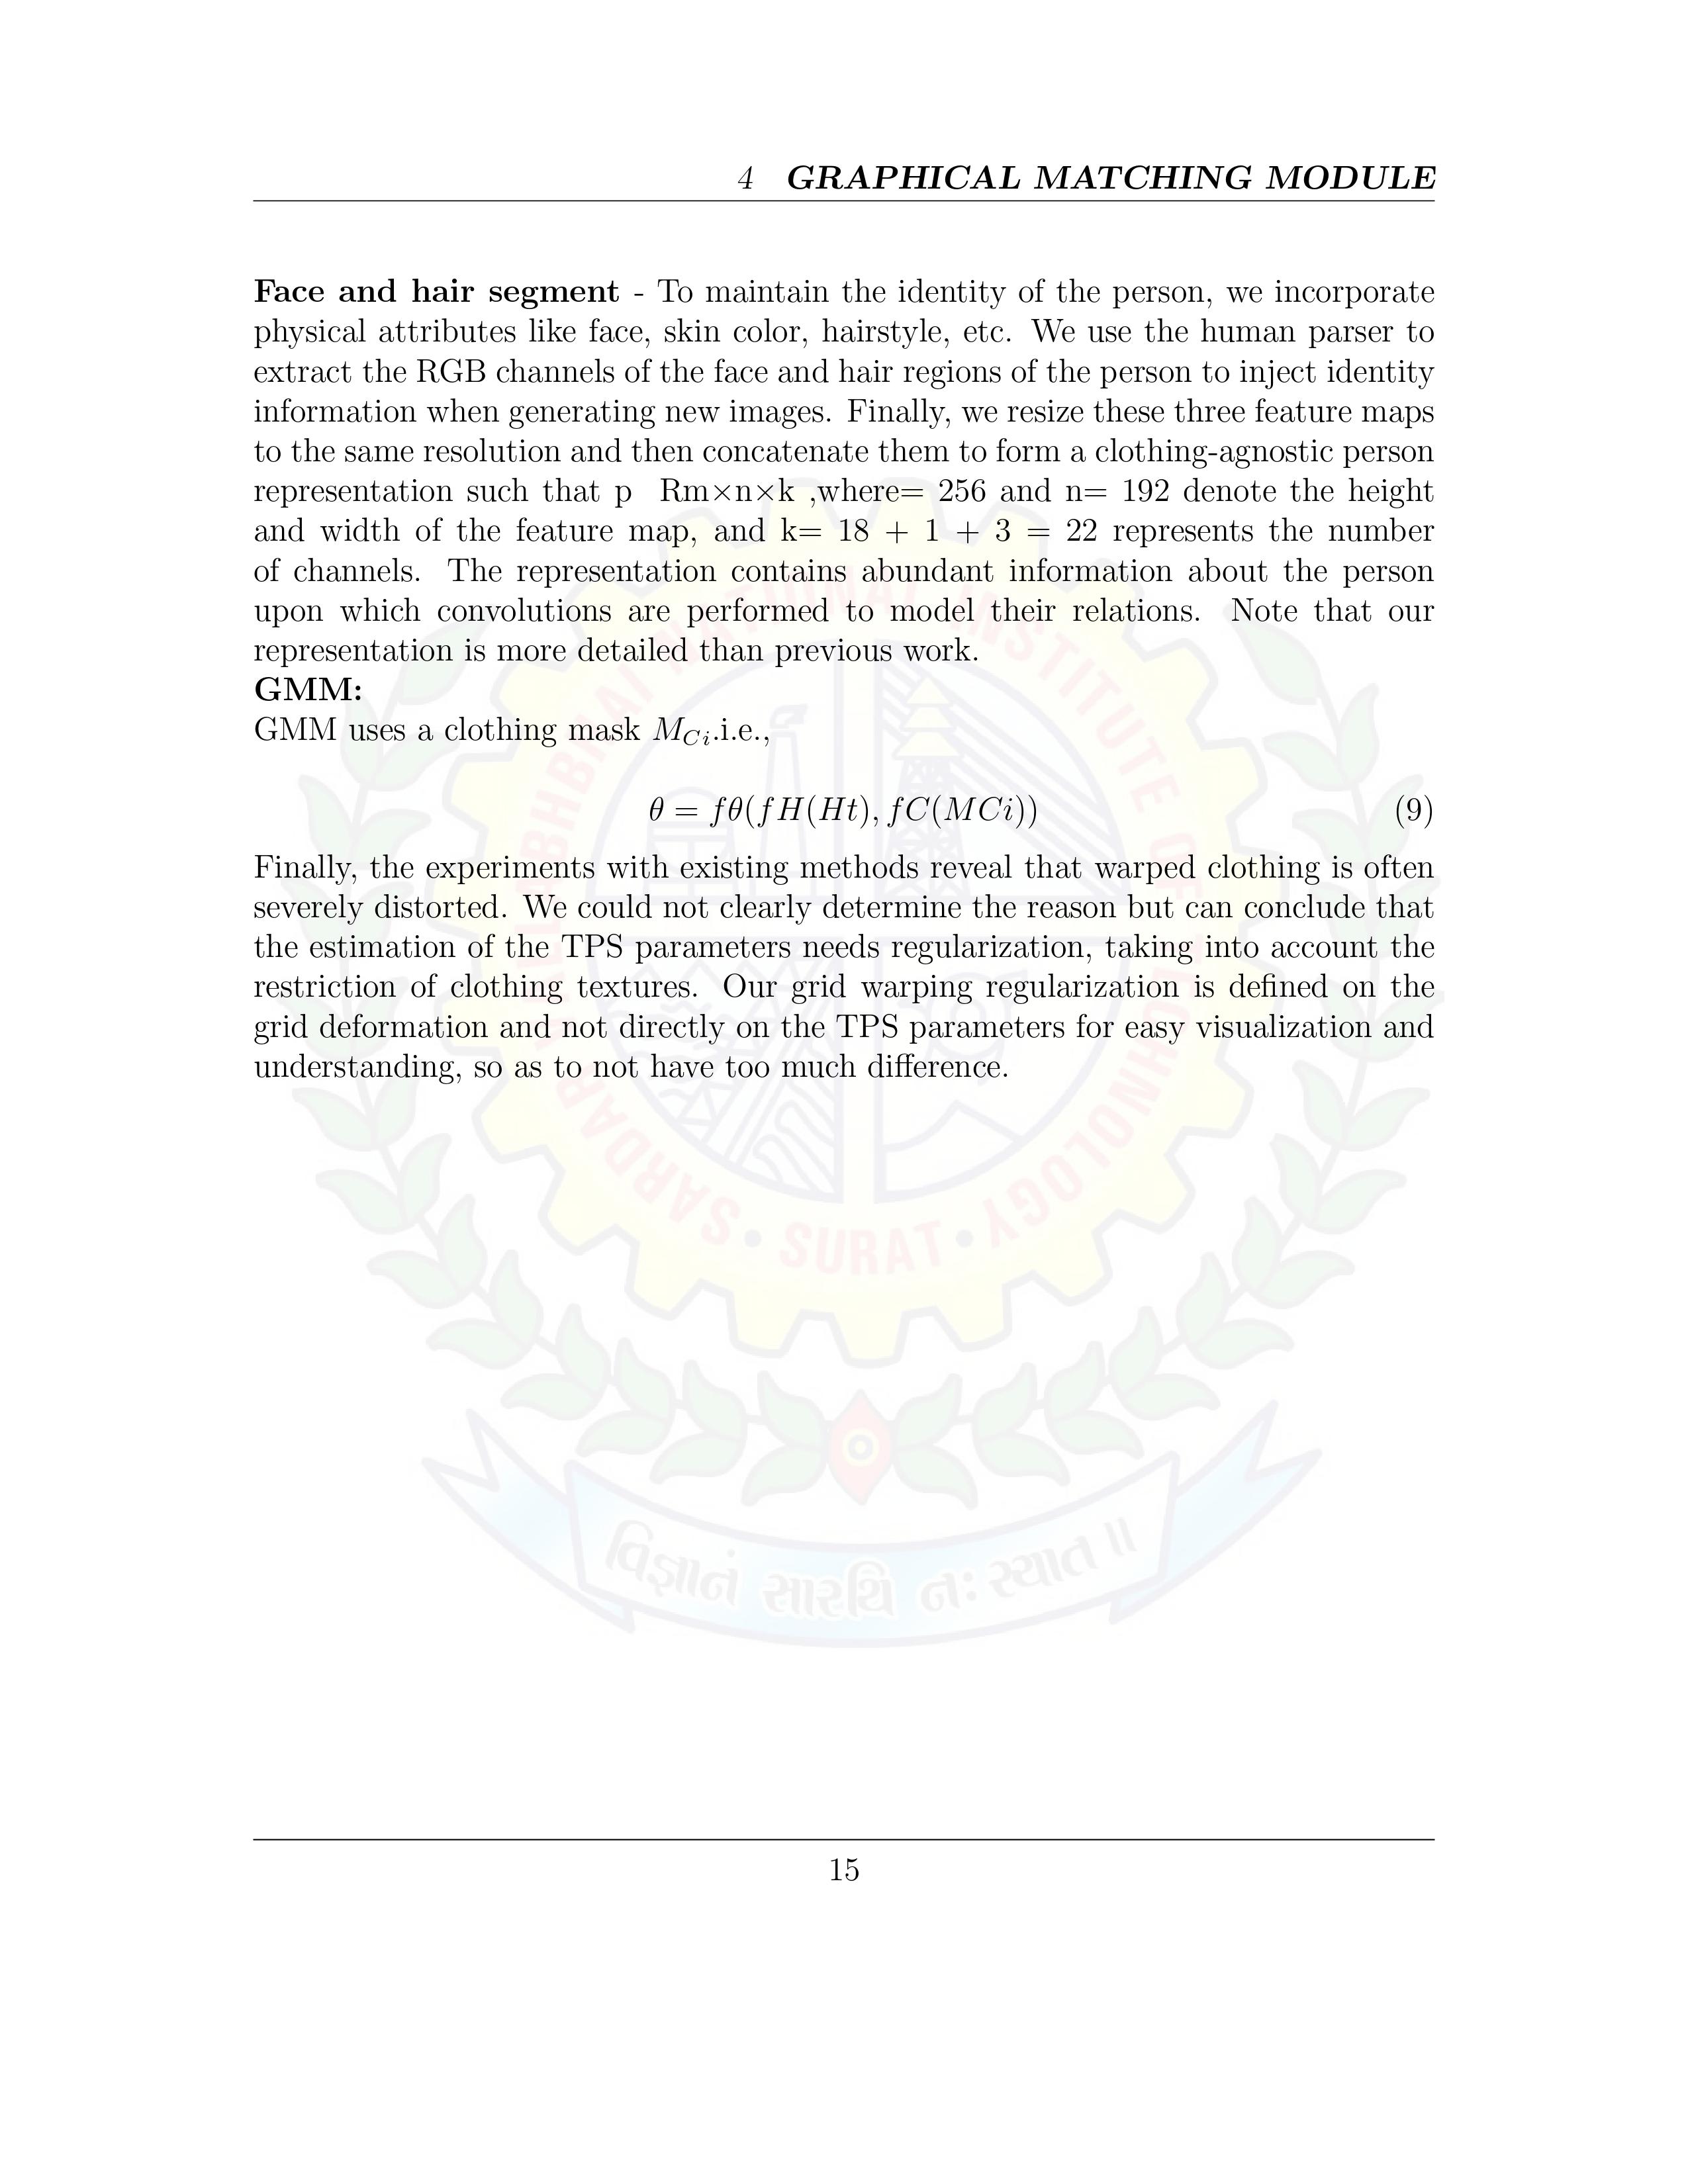 4 GRAPHICAL MATCHING MODULE
Face and hair segment - To maintain the identity of the person, we incorporate
physical attributes like face, skin color, hairstyle, etc. We use the human parser to
extract the RGB channels of the face and hair regions of the person to inject identity
information when generating new images. Finally, we resize these three feature maps
to the same resolution and then concatenate them to form a clothing-agnostic person
representation such that p Rm×n×k ,where= 256 and n= 192 denote the height
and width of the feature map, and k= 18 + 1 + 3 = 22 represents the number
of channels. The representation contains abundant information about the person
upon which convolutions are performed to model their relations. Note that our
representation is more detailed than previous work.
GMM:
GMM uses a clothing mask M_{Ci}.i.e.,
θ = fθ(fH(Ht), fC(MCi)) (9)
Finally, the experiments with existing methods reveal that warped clothing is often
severely distorted. We could not clearly determine the reason but can conclude that
the estimation of the TPS parameters needs regularization, taking into account the
restriction of clothing textures. Our grid warping regularization is defined on the
grid deformation and not directly on the TPS parameters for easy visualization and
understanding, so as to not have too much difference.
SARDAR VALLABHBHAI NATIONAL INSTITUTE OF TECHNOLOGY
• SURAT •
વિજ્ઞાનં સારથિ નઃ સ્યાત ॥
15